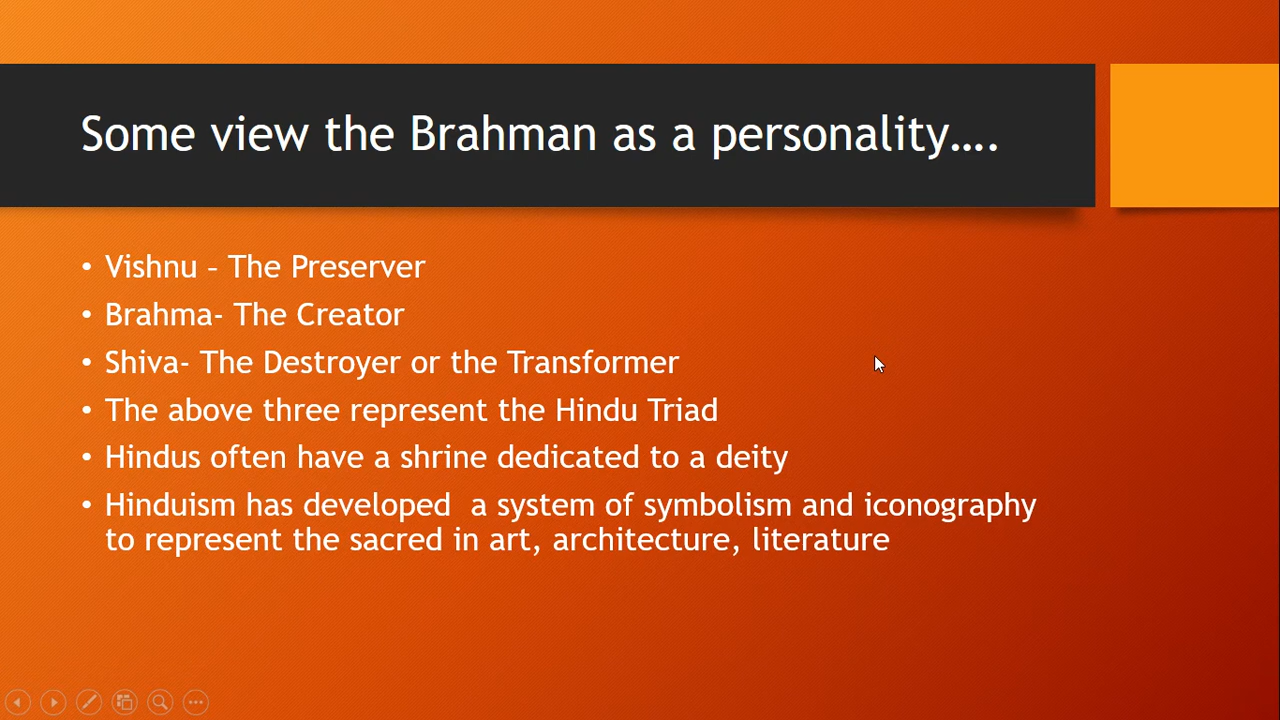 Some view the Brahman as a personality….
• Vishnu – The Preserver
• Brahma- The Creator
• Shiva- The Destroyer or the Transformer
• The above three represent the Hindu Triad
• Hindus often have a shrine dedicated to a deity
• Hinduism has developed  a system of symbolism and iconography
to represent the sacred in art, architecture, literature